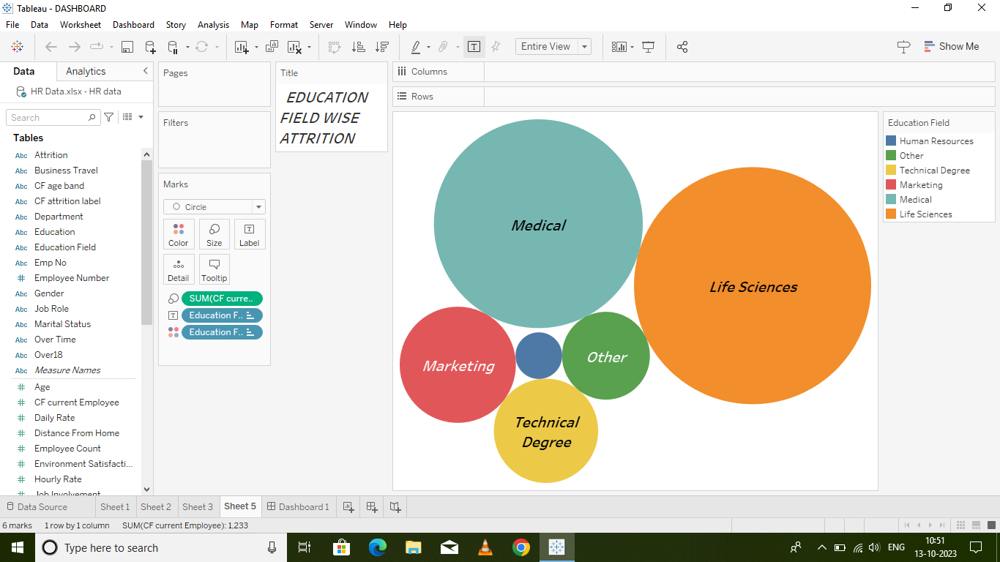 Tableau - DASHBOARD
File Data Worksheet Dashboard Story Analysis Map Format Server Window Help
Entire View
Show Me
Data Analytics
HR Data.xlsx - HR data
Search
Tables
Abc Attrition
Abc Business Travel
Abc CF age band
Abc CF attrition label
Abc Department
Abc Education
Abc Education Field
Abc Emp No
# Employee Number
Abc Gender
Abc Job Role
Abc Marital Status
Abc Over Time
Abc Over18
Abc Measure Names
# Age
# CF current Employee
# Daily Rate
# Distance From Home
# Employee Count
# Environment Satisfacti...
# Hourly Rate
# Job Involvement
Pages
Filters
Marks
Circle
Color Size Label
Detail Tooltip
SUM(CF curre..
Education F..
Education F..
Title
EDUCATION
FIELD WISE
ATTRITION
Columns
Rows
Medical
Life Sciences
Marketing
Other
Technical
Degree
Education Field
Human Resources
Other
Technical Degree
Marketing
Medical
Life Sciences
Data Source Sheet 1 Sheet 2 Sheet 3 Sheet 5 Dashboard 1
6 marks 1 row by 1 column SUM(CF current Employee): 1,233
Type here to search
ENG
10:51
13-10-2023